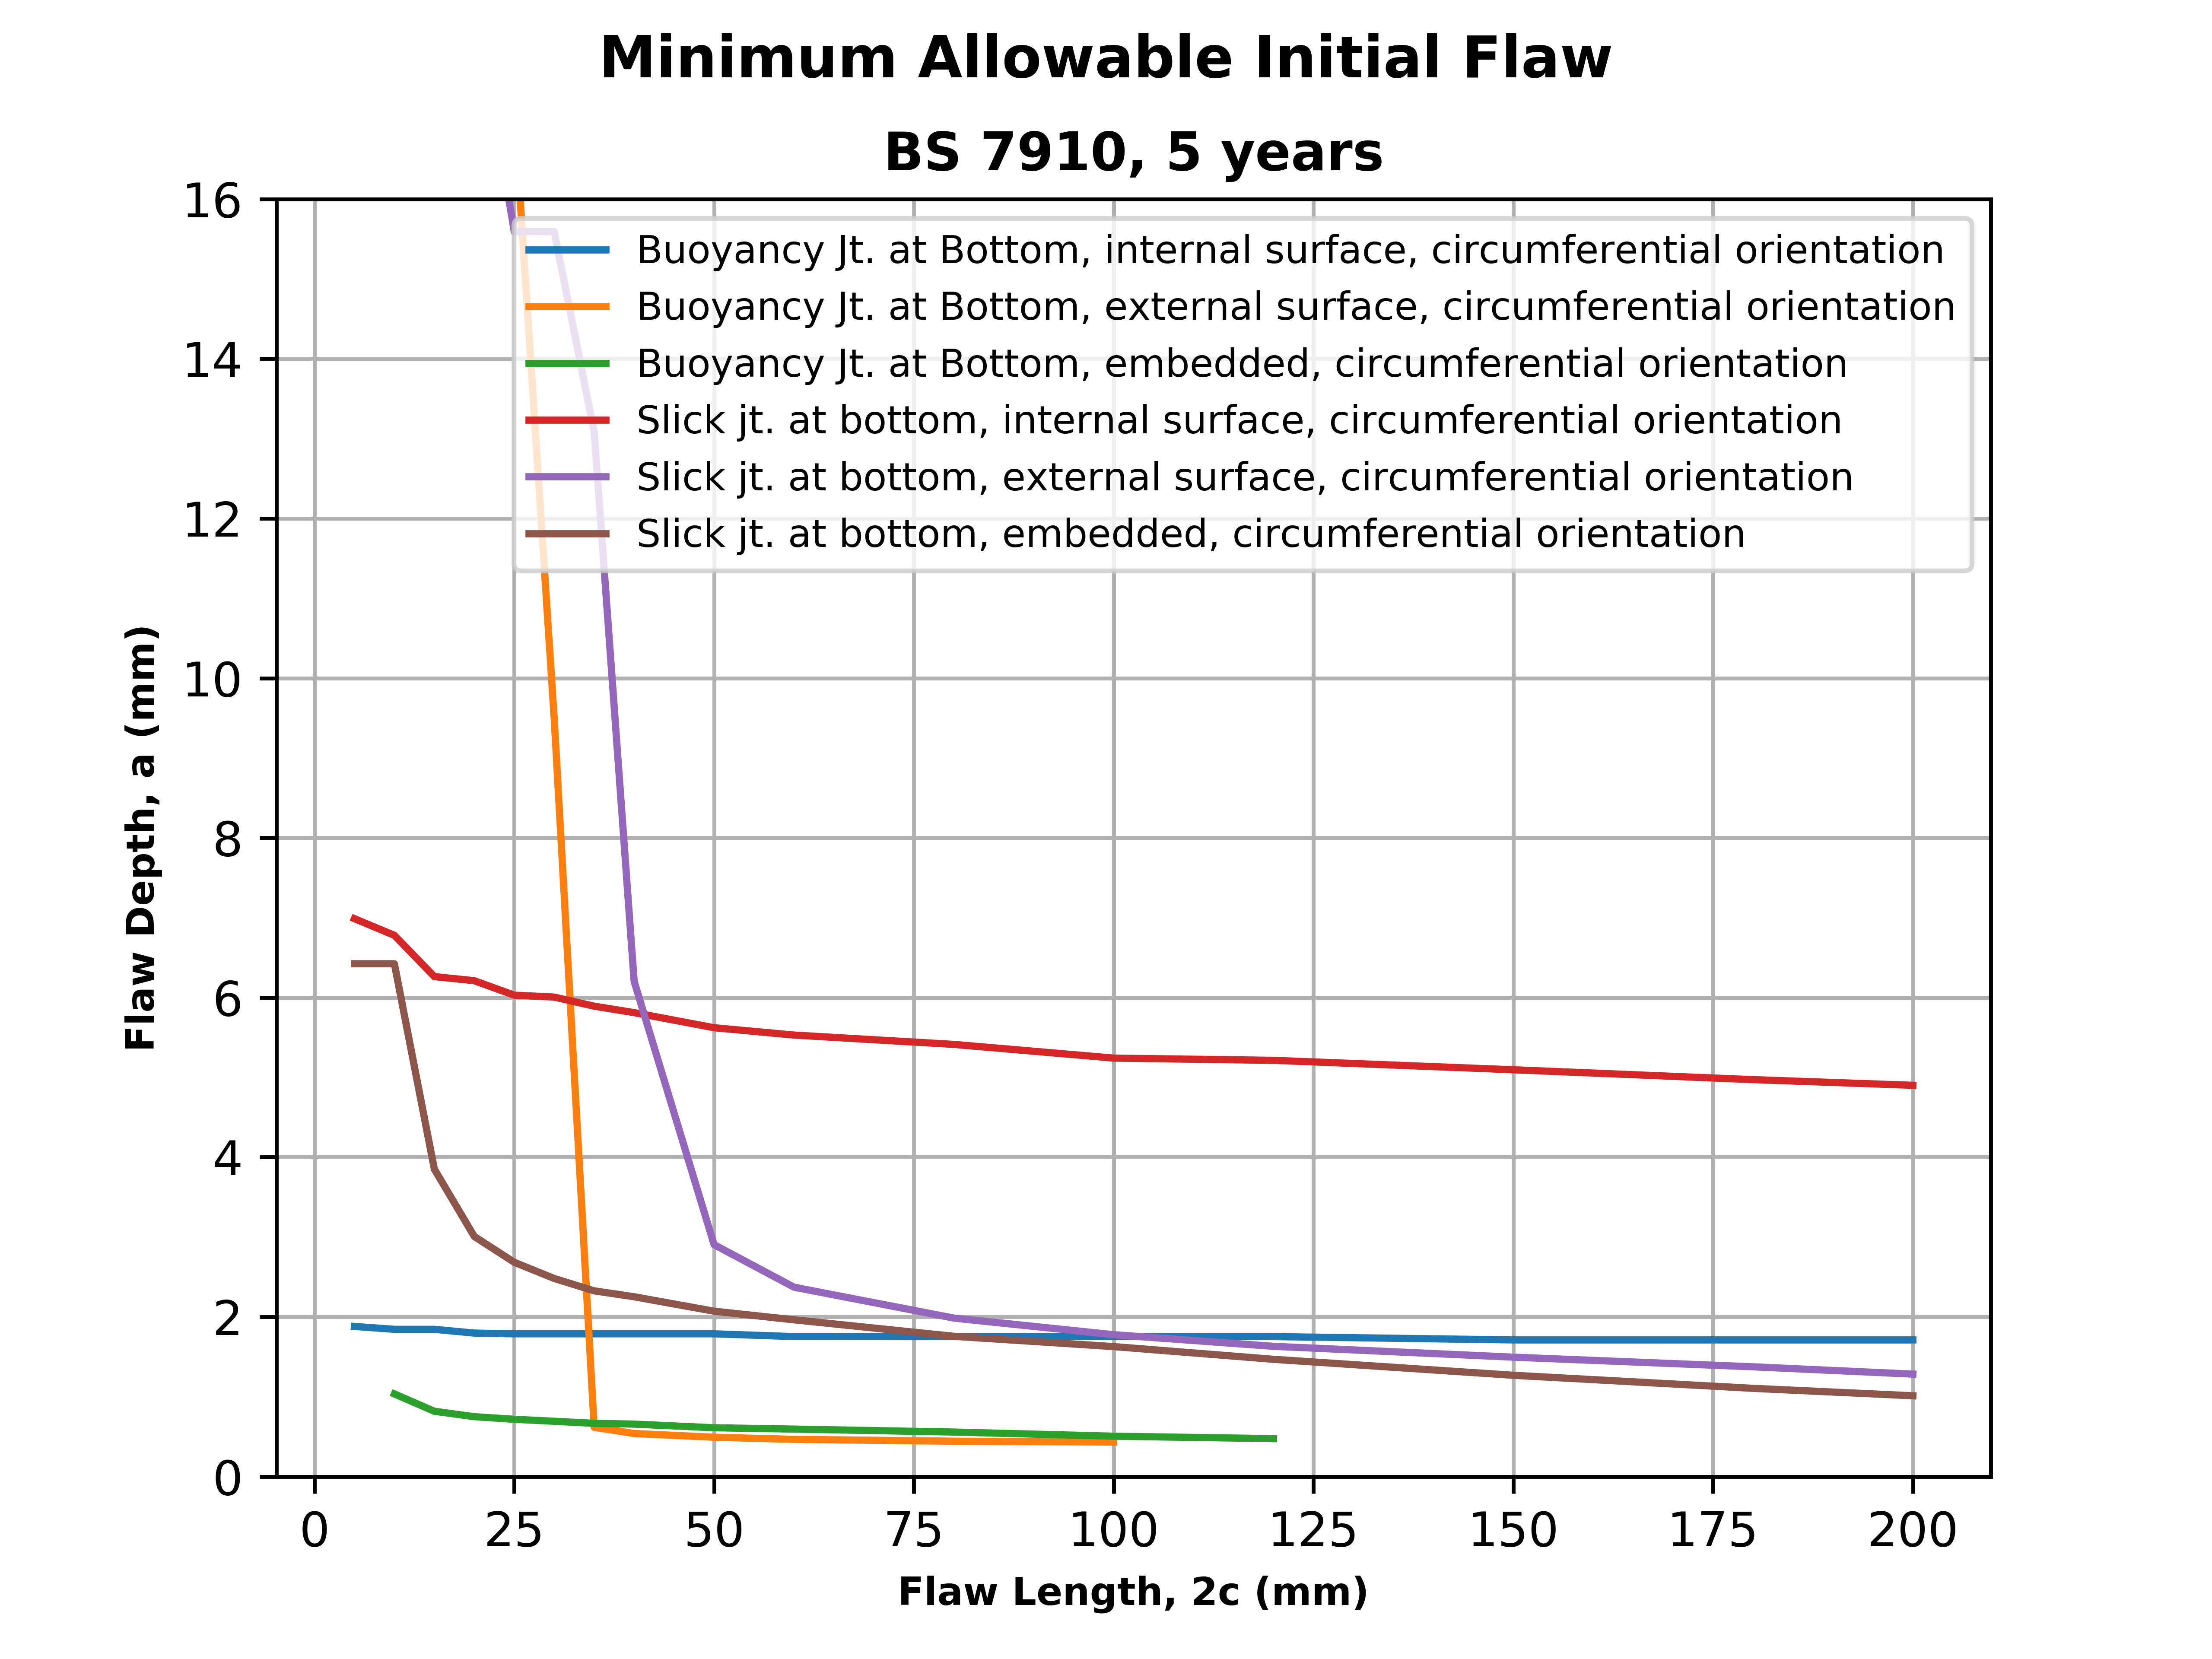 Minimum Allowable Initial Flaw
BS 7910, 5 years
16
14
12
10
8
6
4
2
0
Flaw Depth, a (mm)
Buoyancy Jt. at Bottom, internal surface, circumferential orientation
Buoyancy Jt. at Bottom, external surface, circumferential orientation
Buoyancy Jt. at Bottom, embedded, circumferential orientation
Slick jt. at bottom, internal surface, circumferential orientation
Slick jt. at bottom, external surface, circumferential orientation
Slick jt. at bottom, embedded, circumferential orientation
0 25 50 75 100 125 150 175 200
Flaw Length, 2c (mm)